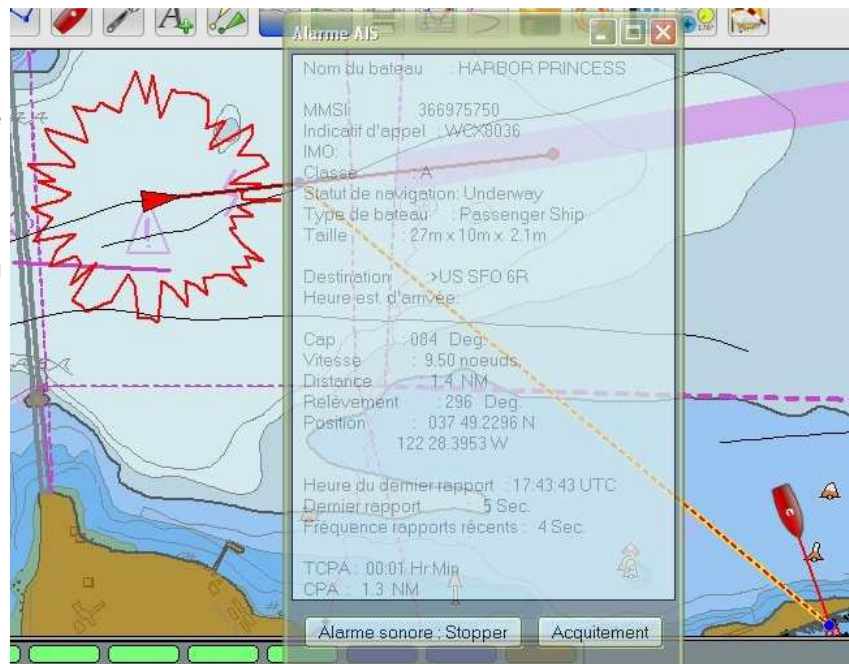 Alarme AIS
Nom du bateau : HARBOR PRINCESS
MMSI: 366975750
Indicatif d'appel : WCX8036
IMO:
Classe : A
Statut de navigation: Underway
Type de bateau : Passenger Ship
Taille : 27m x 10m x 2.1m
Destination :>US SFO 6R
Heure est. d'arrivée:
Cap : 084 Deg.
Vitesse : 9.50 noeuds.
Distance : 1.4 NM
Relèvement : 296 Deg.
Position : 037 49.2296 N
122 28.3953 W
Heure du dernier rapport : 17:43:43 UTC
Dernier rapport 5 Sec.
Fréquence rapports récents : 4 Sec.
TCPA : 00:01 Hr:Min
CPA : 1.3 NM
Alarme sonore : Stopper
Acquitement